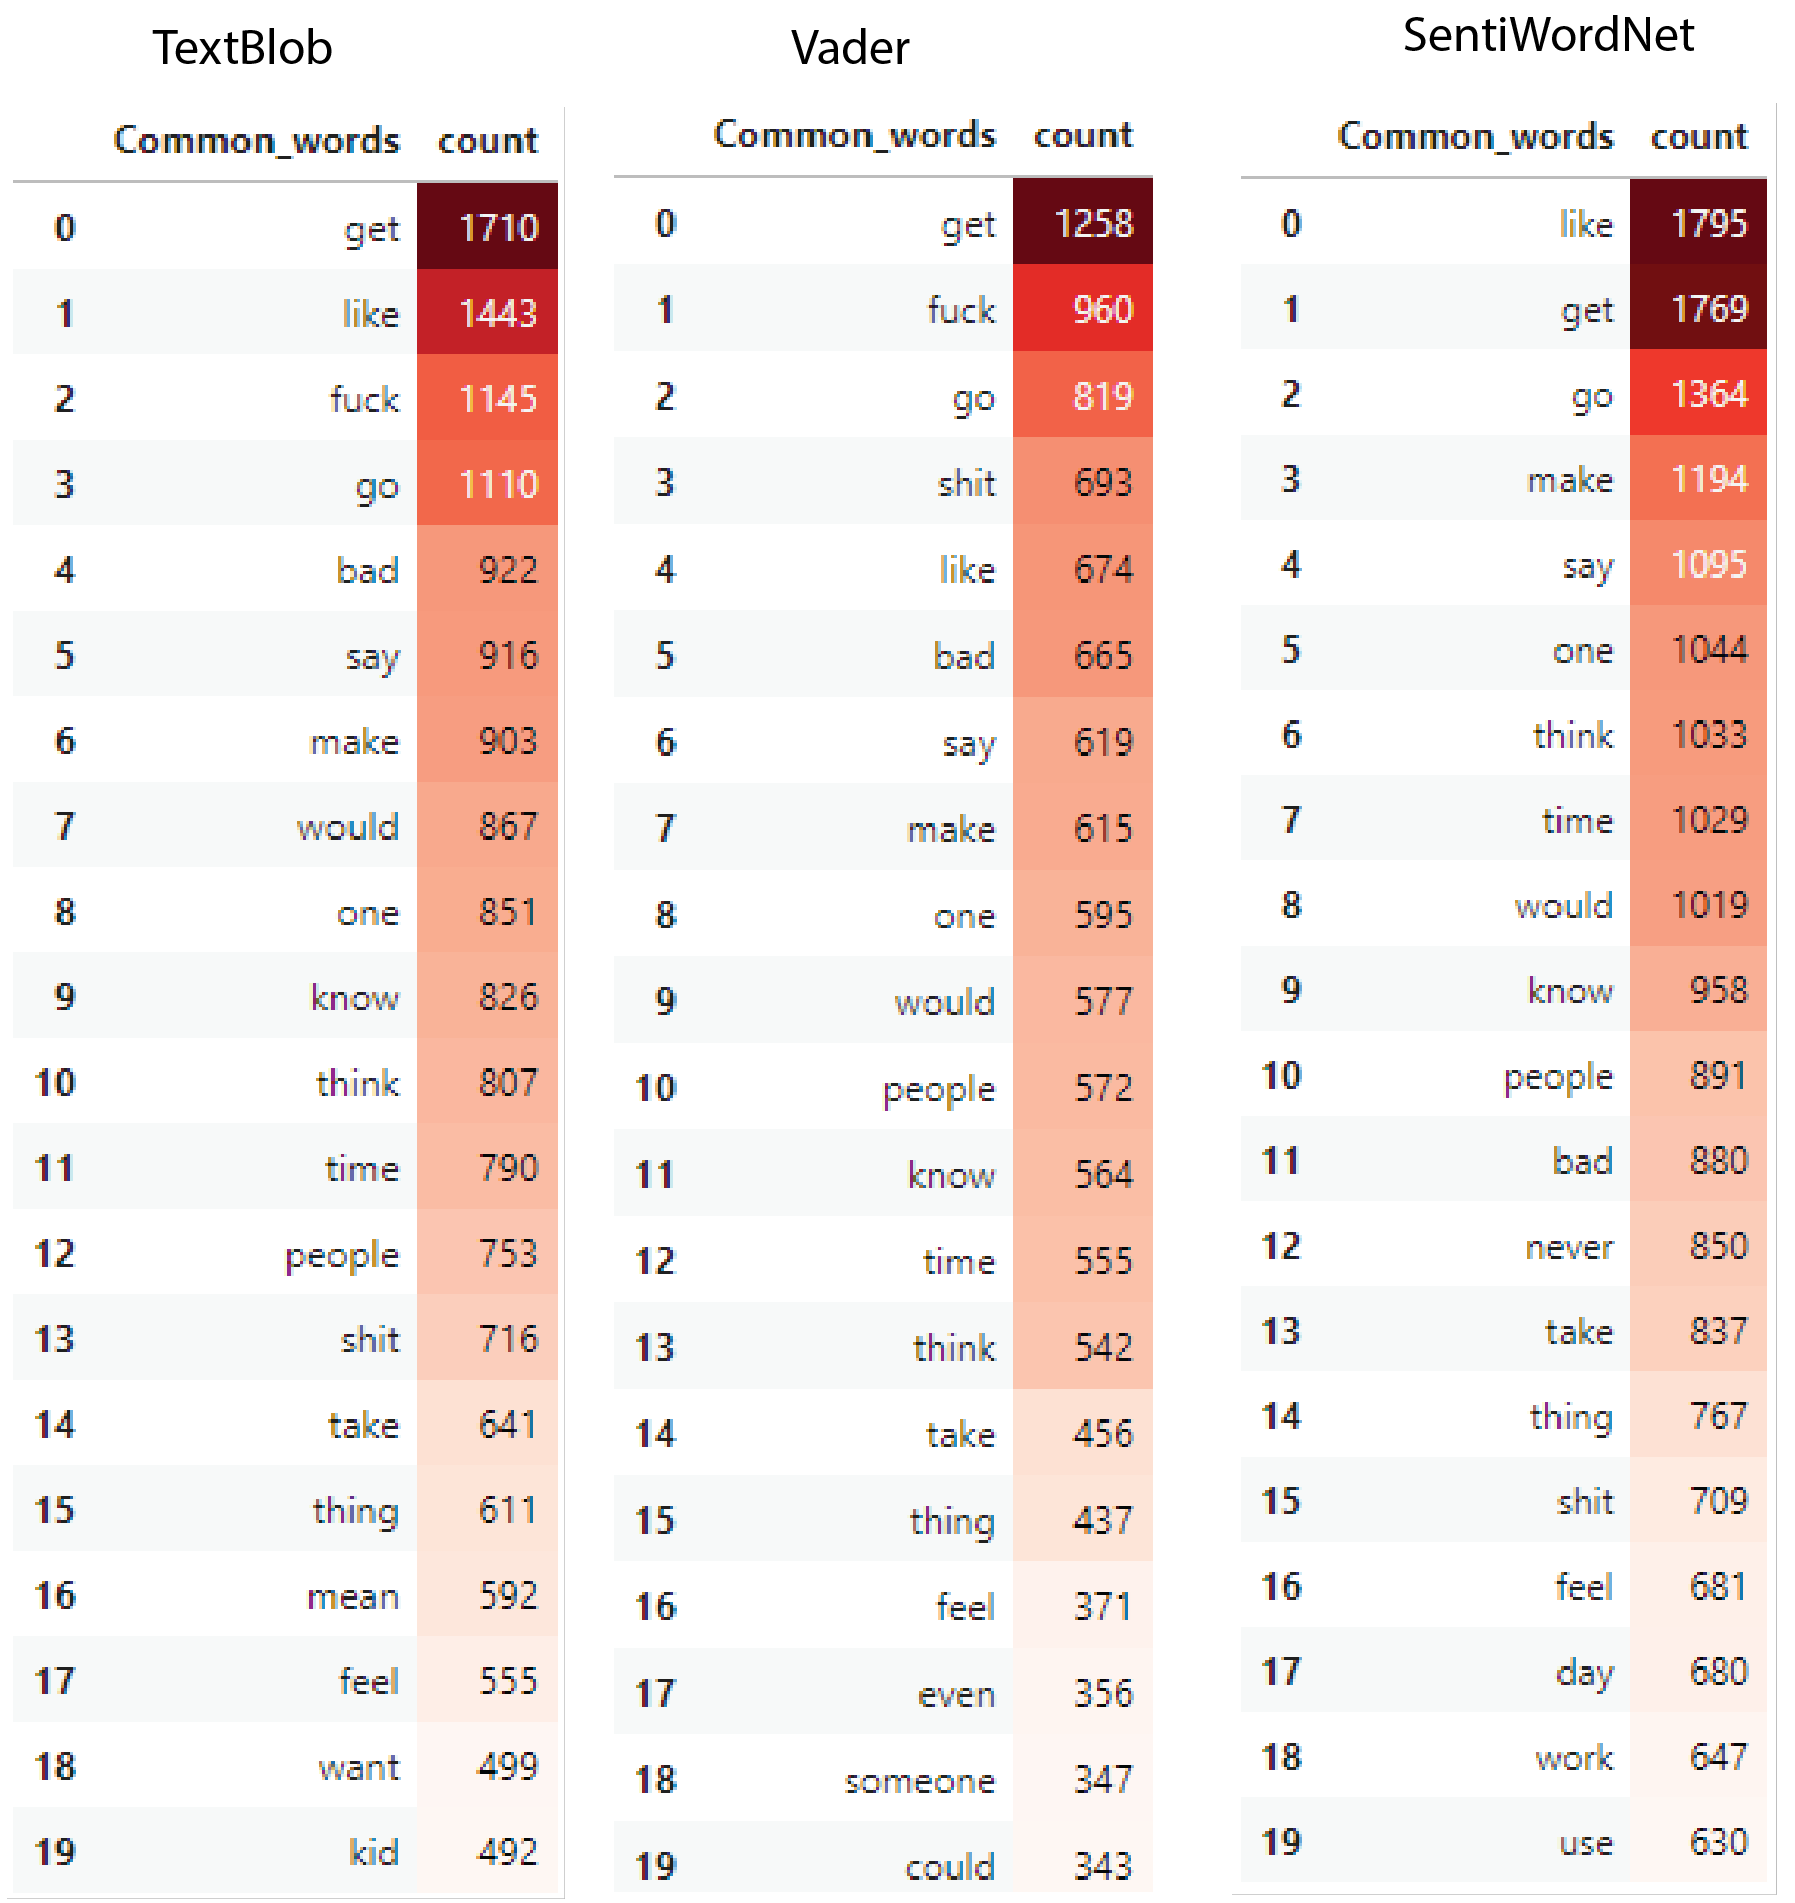 TextBlob
Common_words count
0 get 1710
1 like 1443
2 fuck 1145
3 go 1110
4 bad 922
5 say 916
6 make 903
7 would 867
8 one 851
9 know 826
10 think 807
11 time 790
12 people 753
13 shit 716
14 take 641
15 thing 611
16 mean 592
17 feel 555
18 want 499
19 kid 492
Vader
Common_words count
0 get 1258
1 fuck 960
2 go 819
3 shit 693
4 like 674
5 bad 665
6 say 619
7 make 615
8 one 595
9 would 577
10 people 572
11 know 564
12 time 555
13 think 542
14 take 456
15 thing 437
16 feel 371
17 even 356
18 someone 347
19 could 343
SentiWordNet
Common_words count
0 like 1795
1 get 1769
2 go 1364
3 make 1194
4 say 1095
5 one 1044
6 think 1033
7 time 1029
8 would 1019
9 know 958
10 people 891
11 bad 880
12 never 850
13 take 837
14 thing 767
15 shit 709
16 feel 681
17 day 680
18 work 647
19 use 630